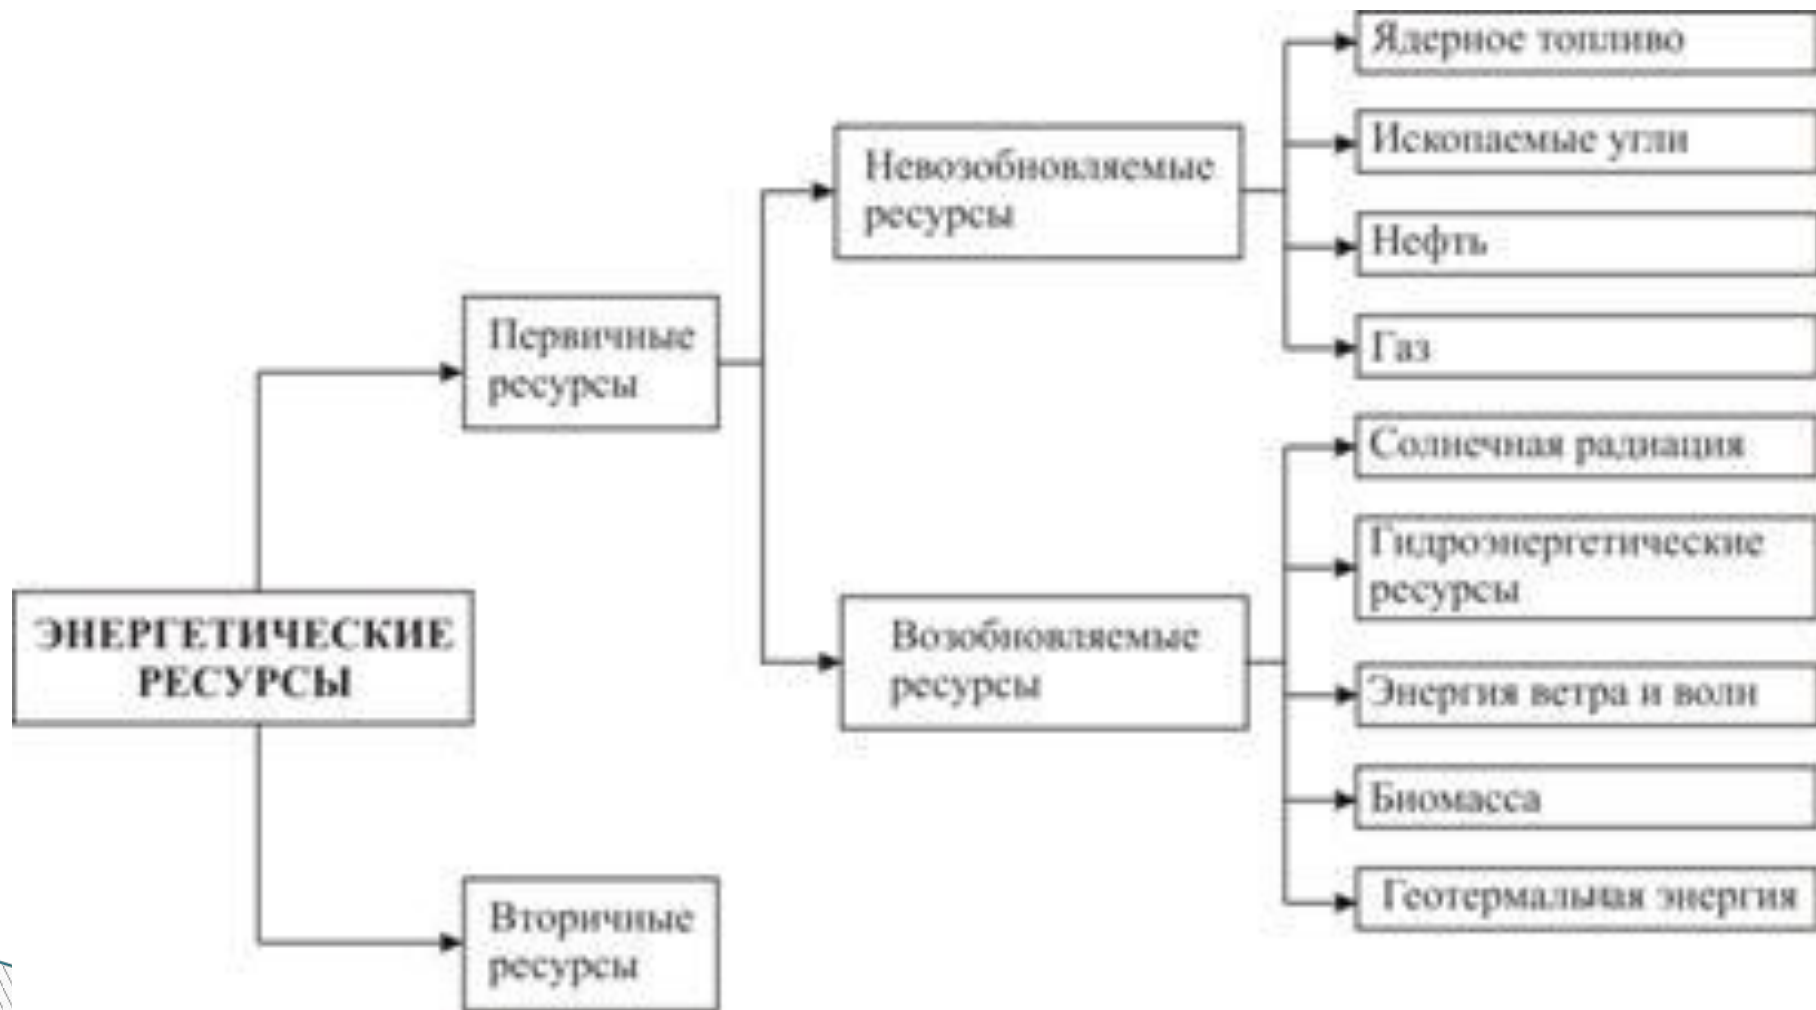 Ядерное топливо
Ископаемые угли
Невозобновляемые
ресурсы
Нефть
Газ
Первичные
ресурсы
Солнечная радиация
Гидроэнергетические
ресурсы
ЭНЕРГЕТИЧЕСКИЕ
РЕСУРСЫ
Возобновляемые
ресурсы
Энергия ветра и волн
Биомасса
Геотермальная энергия
Вторичные
ресурсы